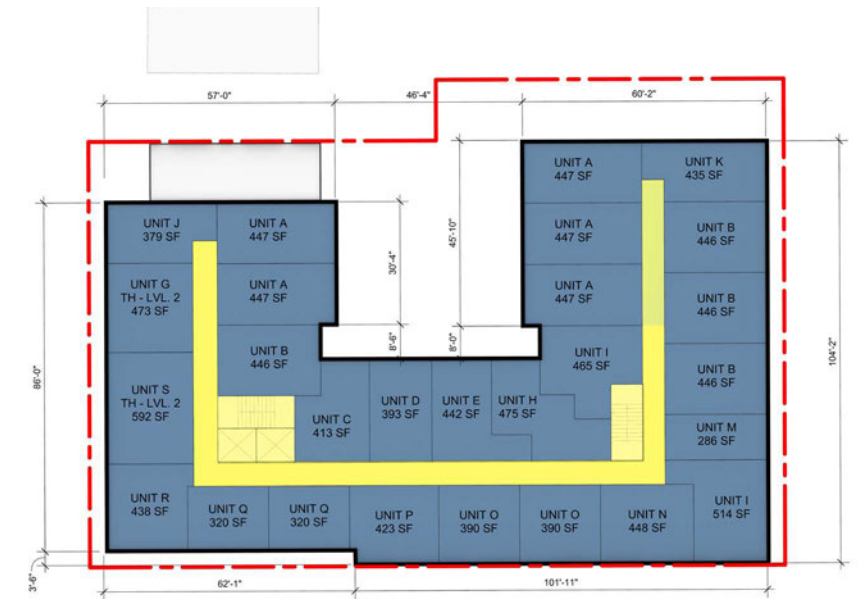 57'-0"
46'-4"
60'-2"
UNIT A
447 SF
UNIT K
435 SF
UNIT J
379 SF
UNIT A
447 SF
UNIT A
447 SF
UNIT B
446 SF
45'-10"
30'-4"
UNIT G
TH - LVL. 2
473 SF
UNIT A
447 SF
UNIT A
447 SF
UNIT B
446 SF
8'-6"
8'-0"
UNIT B
446 SF
UNIT I
465 SF
UNIT B
446 SF
104'-2"
86'-0"
UNIT S
TH - LVL. 2
592 SF
UNIT C
413 SF
UNIT D
393 SF
UNIT E
442 SF
UNIT H
475 SF
UNIT M
286 SF
UNIT R
438 SF
UNIT Q
320 SF
UNIT Q
320 SF
UNIT P
423 SF
UNIT O
390 SF
UNIT O
390 SF
UNIT N
448 SF
UNIT I
514 SF
3'-6"
62'-1"
101'-11"